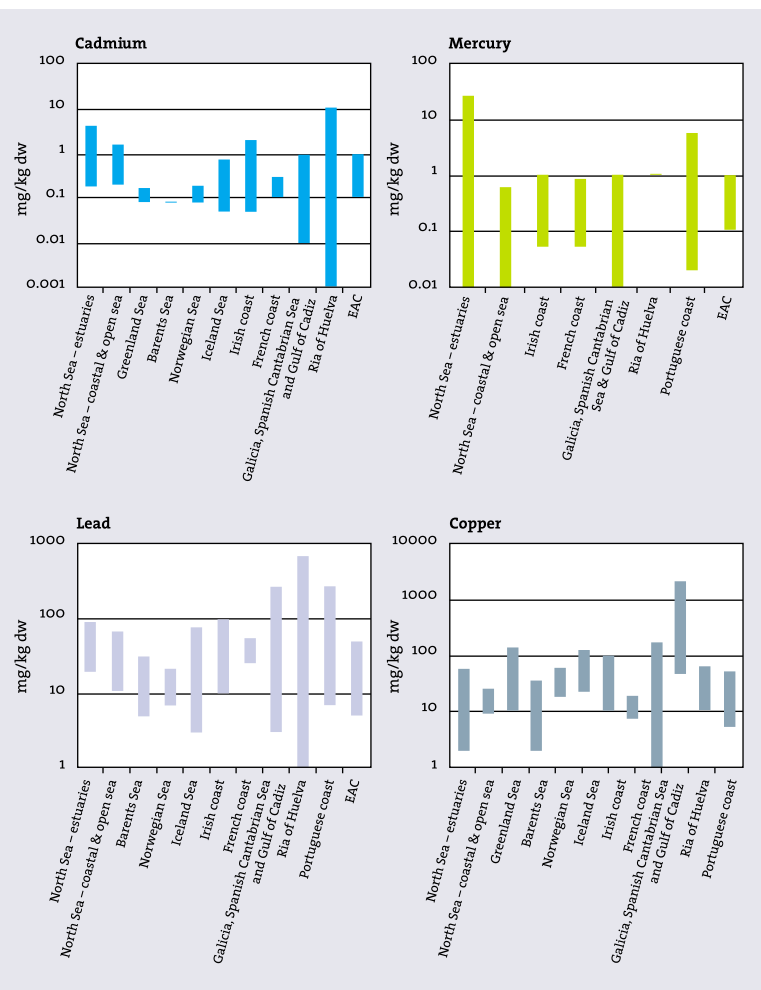 Cadmium
mg/kg dw
100
10
1
0.1
0.01
0.001
North Sea – estuaries
North Sea – coastal & open sea
Greenland Sea
Barents Sea
Norwegian Sea
Iceland Sea
Irish coast
French coast
Galicia, Spanish Cantabrian Sea
and Gulf of Cadiz
Ria of Huelva
EAC
Mercury
mg/kg dw
100
10
1
0.1
0.01
North Sea – estuaries
North Sea – coastal & open sea
Irish coast
French coast
Galicia, Spanish Cantabrian
Sea & Gulf of Cadiz
Ria of Huelva
Portuguese coast
EAC
Lead
mg/kg dw
1000
100
10
1
North Sea – estuaries
North Sea – coastal & open sea
Barents Sea
Norwegian Sea
Iceland Sea
Irish coast
French coast
Galicia, Spanish Cantabrian Sea
and Gulf of Cadiz
Ria of Huelva
Portuguese coast
EAC
Copper
mg/kg dw
10000
1000
100
10
1
North Sea – estuaries
North Sea – coastal & open sea
Greenland Sea
Barents Sea
Norwegian Sea
Iceland Sea
Irish coast
French coast
Galicia, Spanish Cantabrian Sea
and Gulf of Cadiz
Ria of Huelva
Portuguese coast